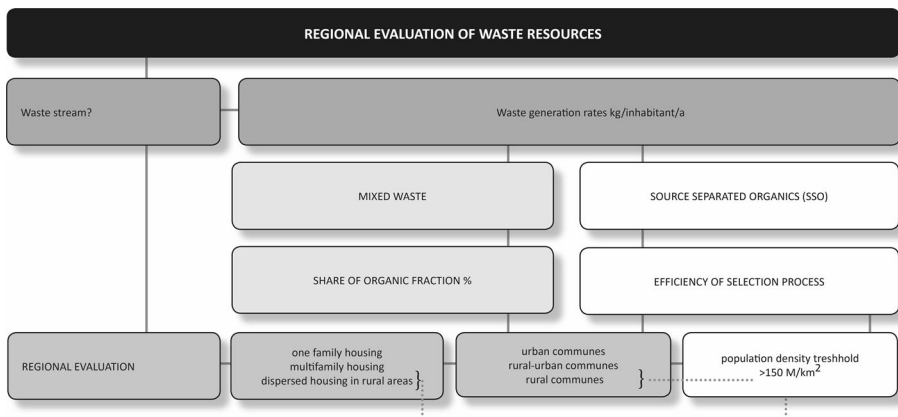 REGIONAL EVALUATION OF WASTE RESOURCES
Waste stream?
Waste generation rates kg/inhabitant/a
MIXED WASTE
SOURCE SEPARATED ORGANICS (SSO)
SHARE OF ORGANIC FRACTION %
EFFICIENCY OF SELECTION PROCESS
REGIONAL EVALUATION
one family housing
multifamily housing
dispersed housing in rural areas }
urban communes
rural-urban communes
rural communes }
population density treshhold
>150 M/km²